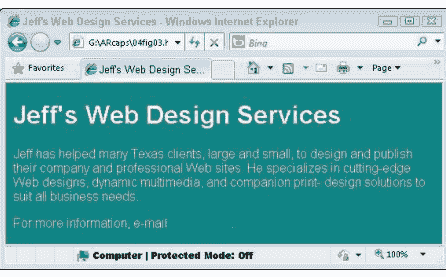 Jeff's Web Design Services - Windows Internet Explorer
G:\ARcaps\04fig03.h
Bing
Favorites
Jeff's Web Design Se...
Page
Jeff's Web Design Services
Jeff has helped many Texas clients, large and small, to design and publish
their company and professional Web sites. He specializes in cutting-edge
Web designs, dynamic multimedia, and companion print- design solutions to
suit all business needs.
For more information, e-mail
Computer | Protected Mode: Off
100%